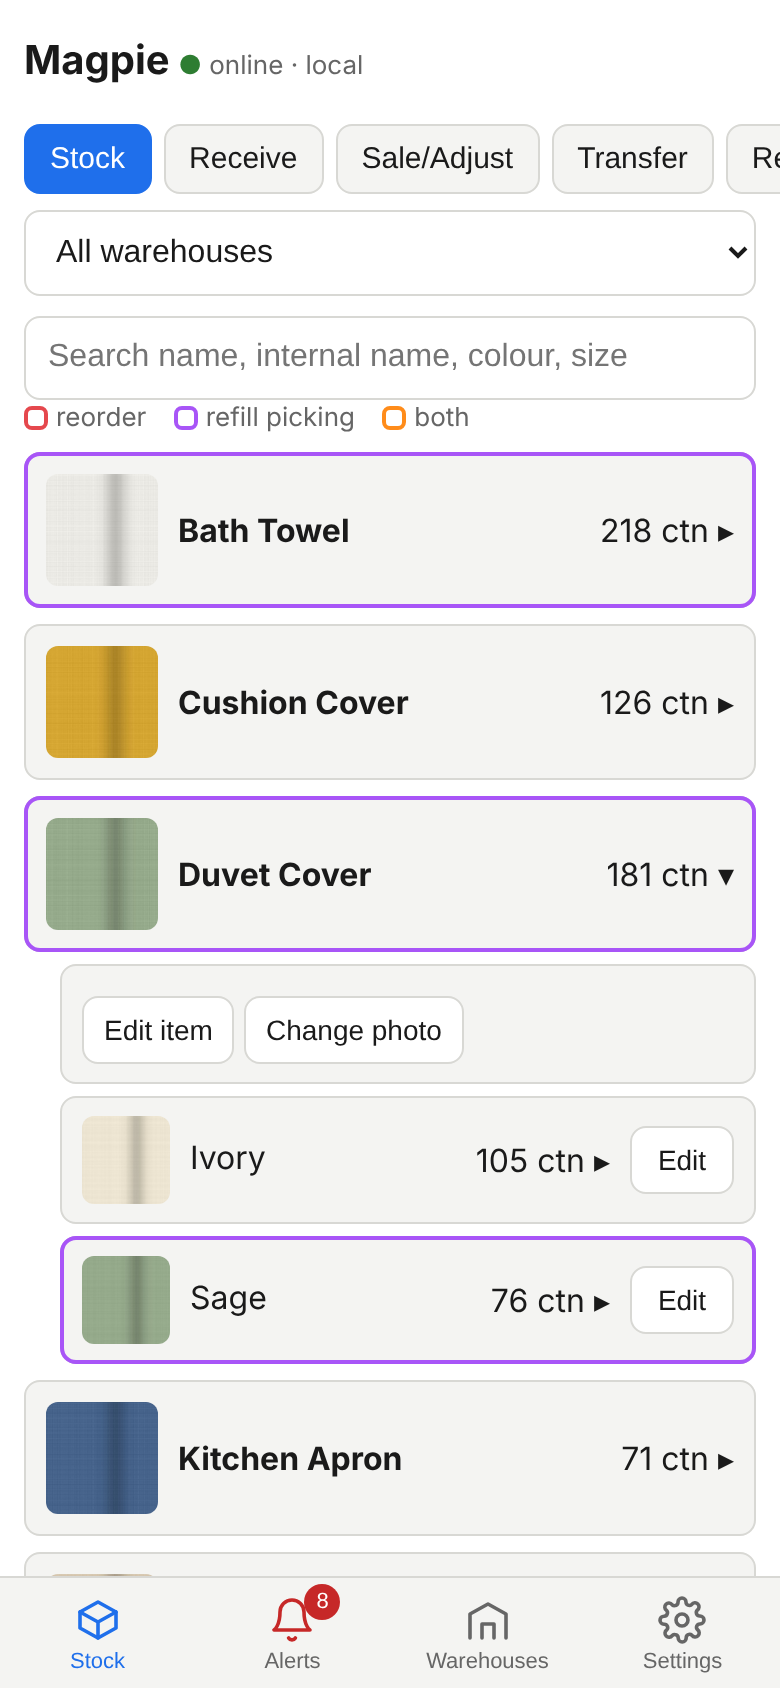 Magpie online · local
Stock Receive Sale/Adjust Transfer Re
All warehouses
Search name, internal name, colour, size
reorder refill picking both
Bath Towel 218 ctn ▸
Cushion Cover 126 ctn ▸
Duvet Cover 181 ctn ▾
Edit item Change photo
Ivory 105 ctn ▸ Edit
Sage 76 ctn ▸ Edit
Kitchen Apron 71 ctn ▸
8
Stock Alerts Warehouses Settings